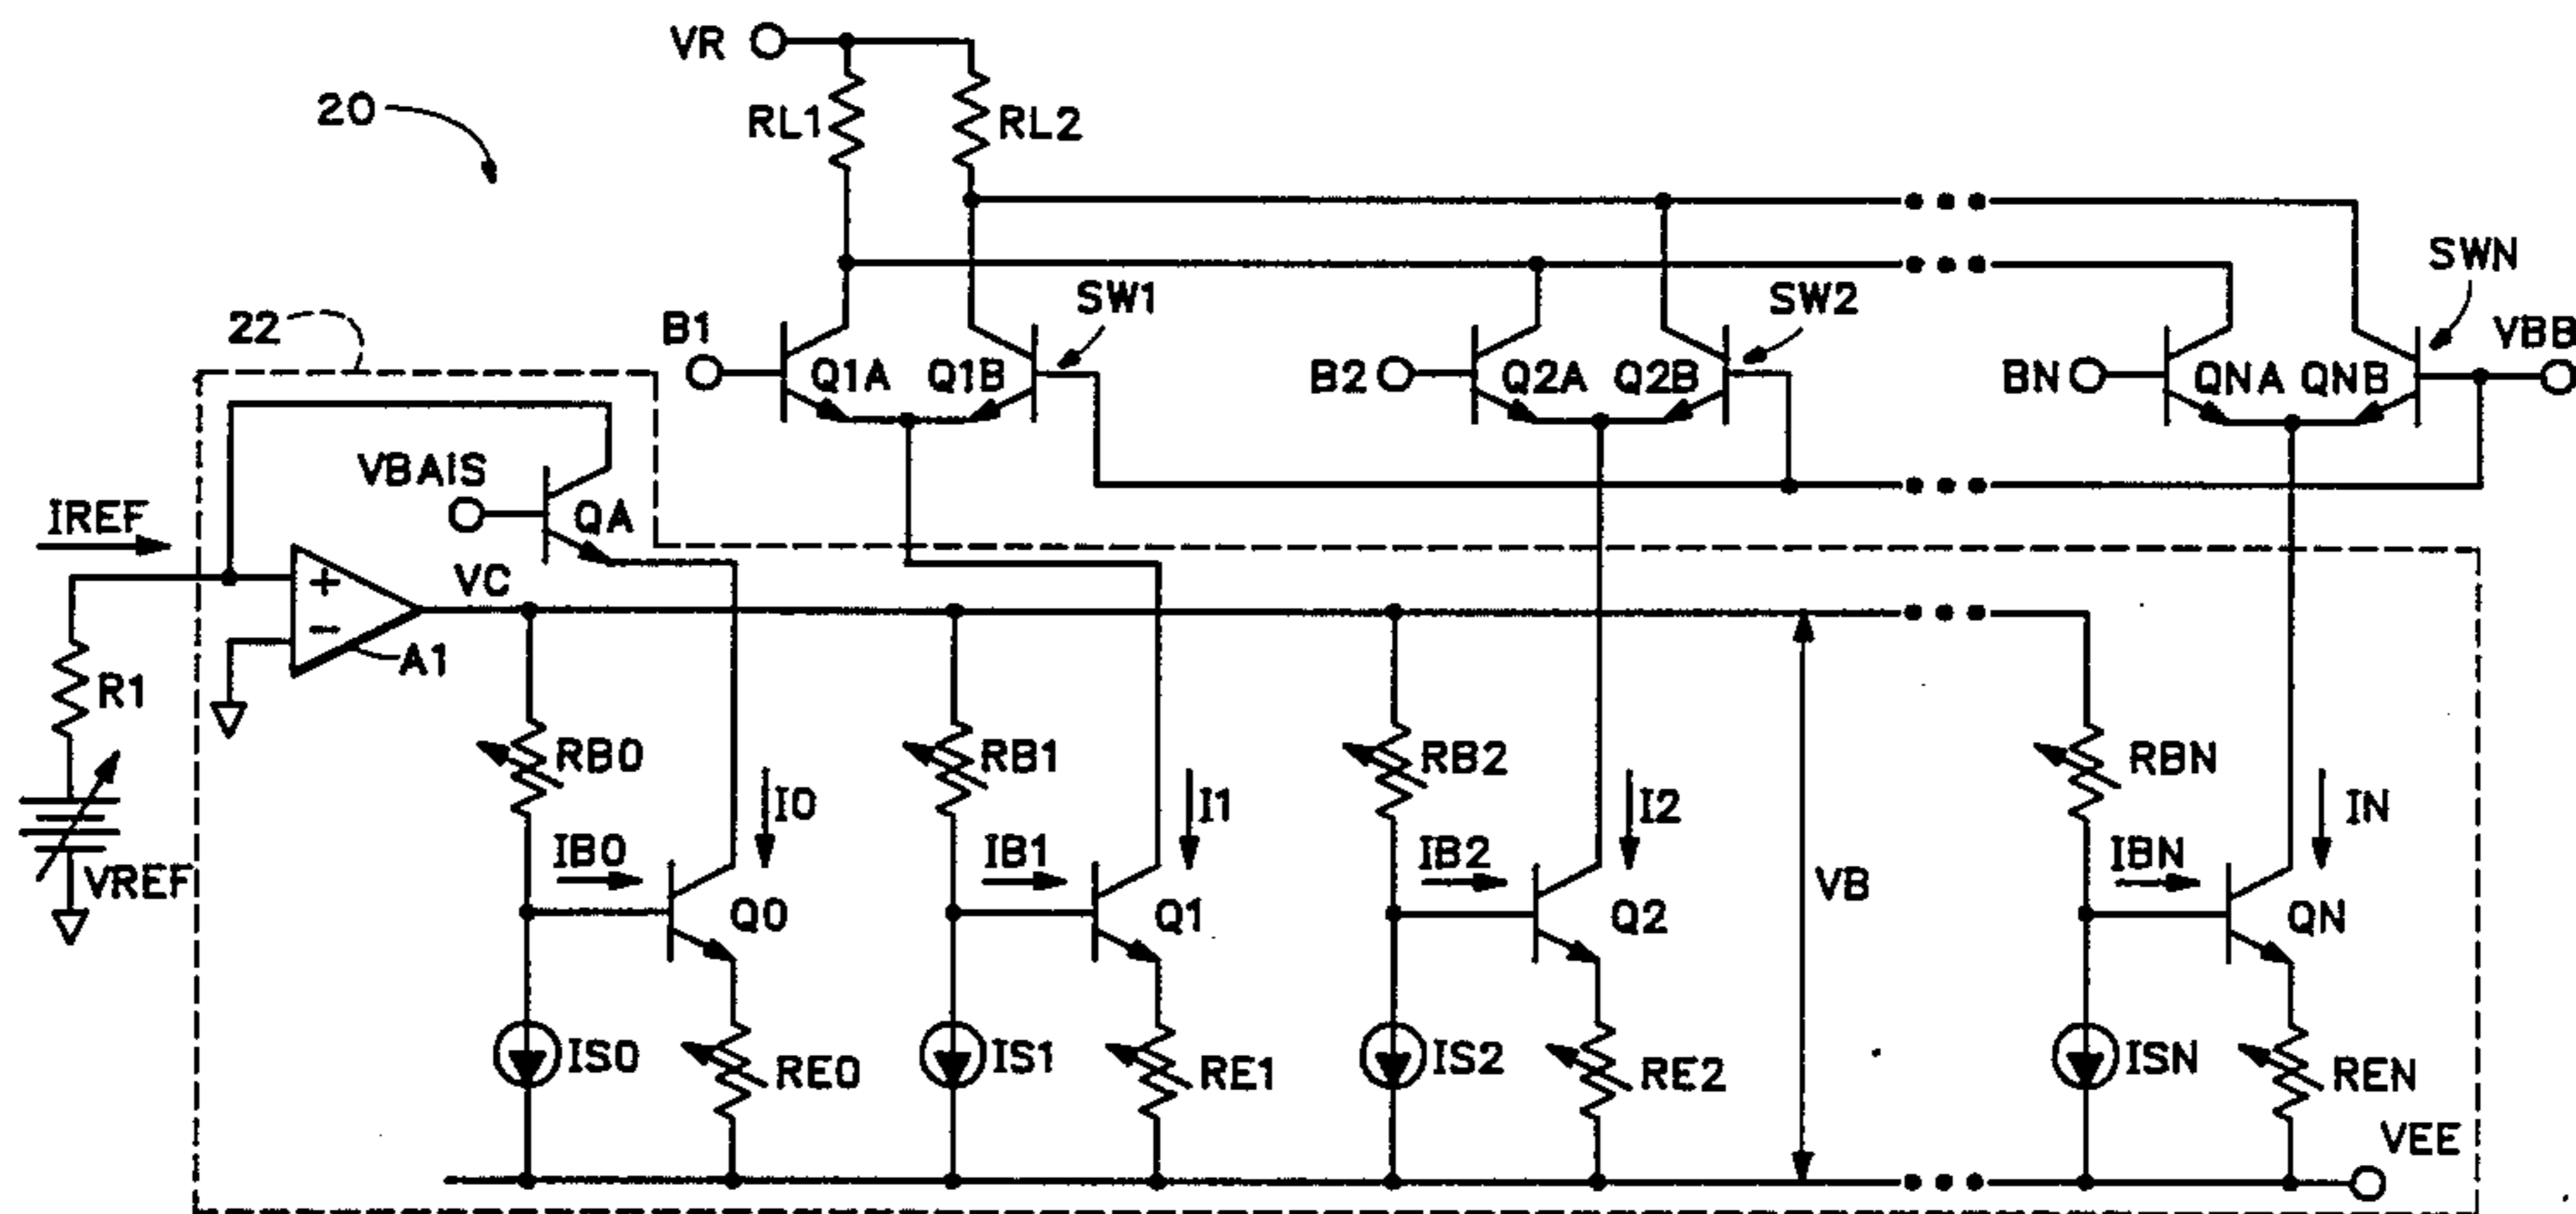 VR
20
RL1
RL2
SWN
SW1
SW2
VBB
22
B1
Q1A
Q1B
B2
Q2A
Q2B
BN
QNA
QNB
VBAIS
IREF
QA
VC
+
−
A1
R1
RB0
RB1
RB2
RBN
I0
I1
I2
IN
IB0
IB1
IB2
IBN
VREF
VB
Q0
Q1
Q2
QN
IS0
RE0
IS1
RE1
IS2
RE2
ISN
REN
VEE